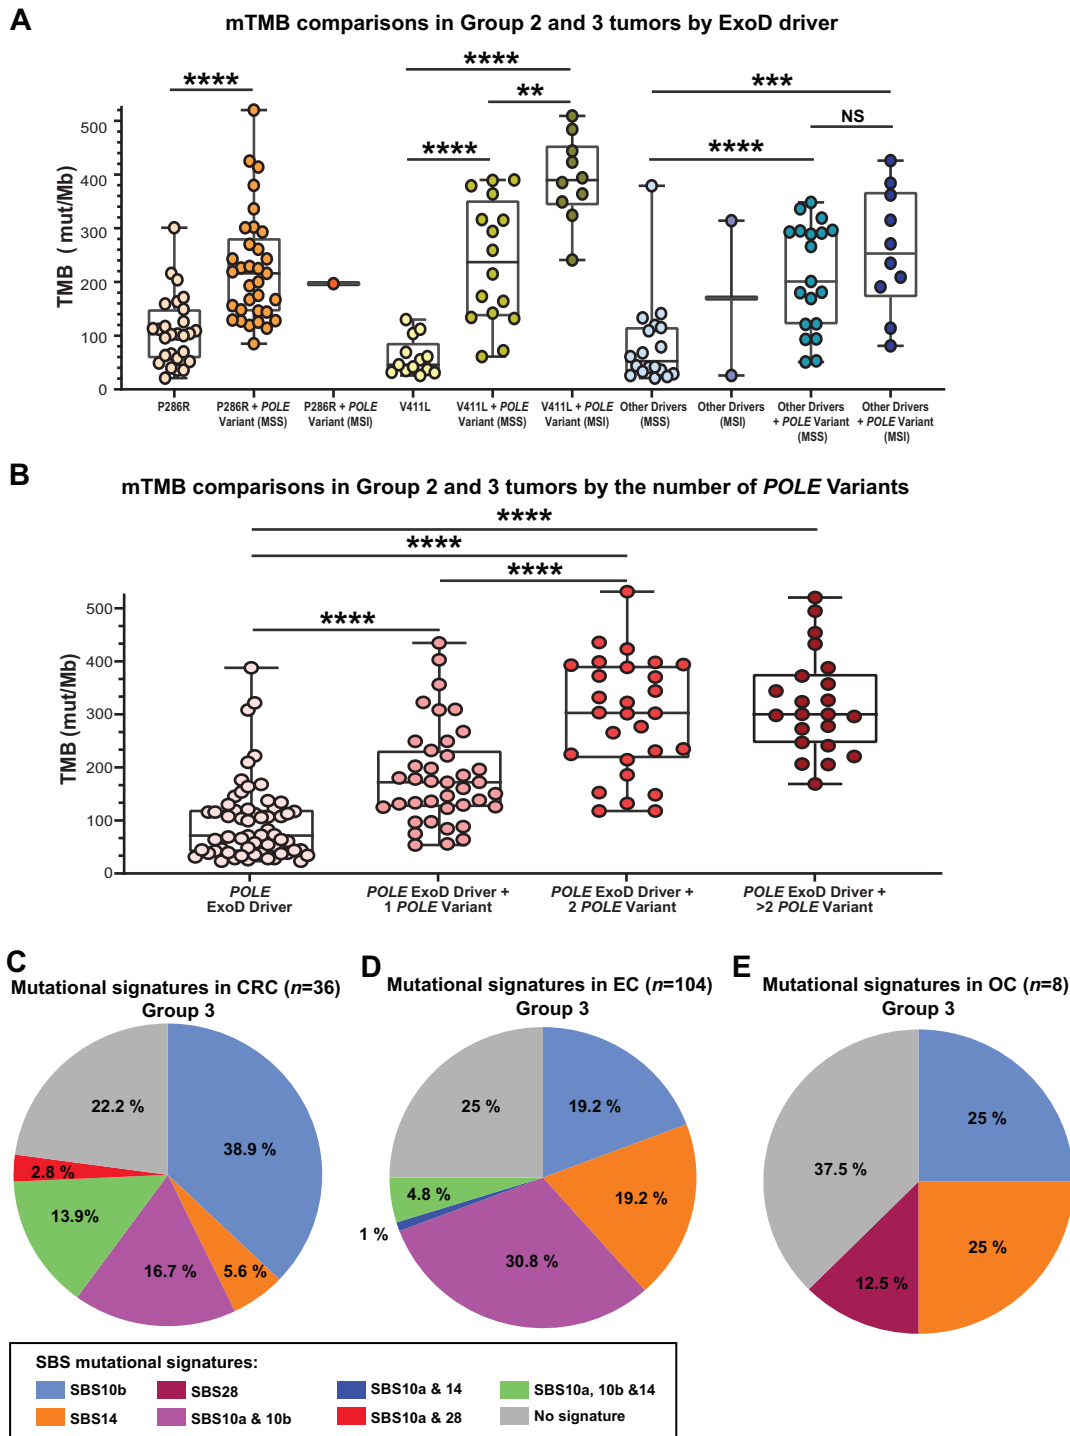 A
mTMB comparisons in Group 2 and 3 tumors by ExoD driver
****
****
**
****
***
NS
****
TMB ( mut/Mb)
500
400
300
200
100
0
P286R
P286R + POLE
Variant (MSS)
P286R + POLE
Variant (MSI)
V411L
V411L + POLE
Variant (MSS)
V411L + POLE
Variant (MSI)
Other Drivers
(MSS)
Other Drivers
(MSI)
Other Drivers
+ POLE Variant
(MSS)
Other Drivers
+ POLE Variant
(MSI)
B
mTMB comparisons in Group 2 and 3 tumors by the number of POLE Variants
****
****
****
****
TMB (mut/Mb)
500
400
300
200
100
0
POLE
ExoD Driver
POLE ExoD Driver +
1 POLE Variant
POLE ExoD Driver +
2 POLE Variant
POLE ExoD Driver +
>2 POLE Variant
C
Mutational signatures in CRC (n=36)
Group 3
22.2 %
38.9 %
2.8 %
13.9%
16.7 %
5.6 %
D
Mutational signatures in EC (n=104)
Group 3
25 %
19.2 %
4.8 %
19.2 %
1 %
30.8 %
E
Mutational signatures in OC (n=8)
Group 3
25 %
37.5 %
25 %
12.5 %
SBS mutational signatures:
SBS10b
SBS28
SBS10a & 14
SBS10a, 10b &14
SBS14
SBS10a & 10b
SBS10a & 28
No signature